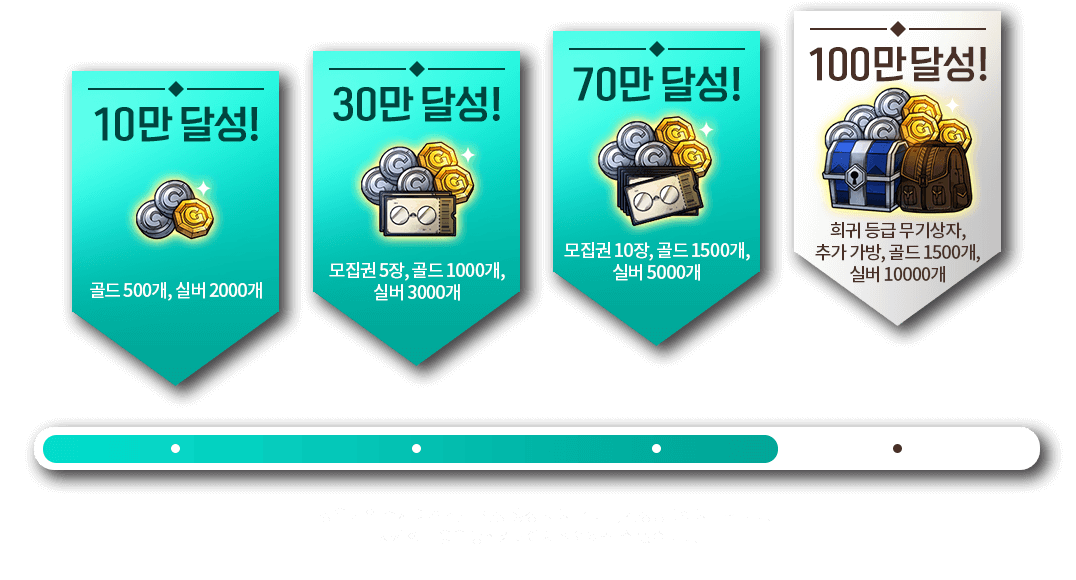 10만 달성!
골드 500개, 실버 2000개
30만 달성!
모집권 5장, 골드 1000개,
실버 3000개
70만 달성!
모집권 10장, 골드 1500개,
실버 5000개
100만 달성!
희귀 등급 무기상자,
추가 가방, 골드 1500개,
실버 10000개